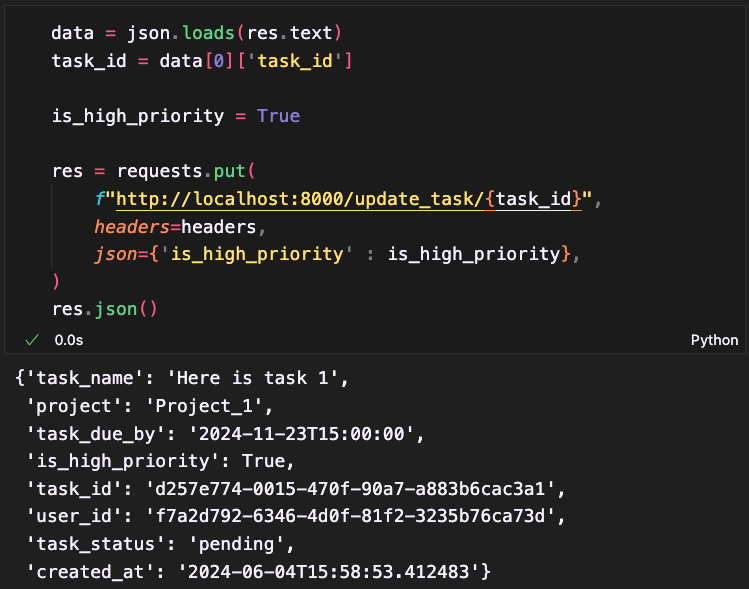 data = json.loads(res.text)
task_id = data[0]['task_id']
is_high_priority = True
res = requests.put(
f"http://localhost:8000/update_task/{task_id}",
headers=headers,
json={'is_high_priority' : is_high_priority},
)
res.json()
✓ 0.0s Python
{'task_name': 'Here is task 1',
'project': 'Project_1',
'task_due_by': '2024-11-23T15:00:00',
'is_high_priority': True,
'task_id': 'd257e774-0015-470f-90a7-a883b6cac3a1',
'user_id': 'f7a2d792-6346-4d0f-81f2-3235b76ca73d',
'task_status': 'pending',
'created_at': '2024-06-04T15:58:53.412483'}